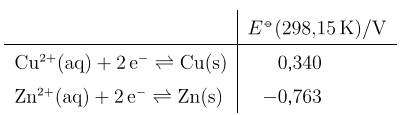 E⦵(298,15 K)/V
Cu²⁺(aq) + 2 e⁻ ⇌ Cu(s) 0,340
Zn²⁺(aq) + 2 e⁻ ⇌ Zn(s) −0,763